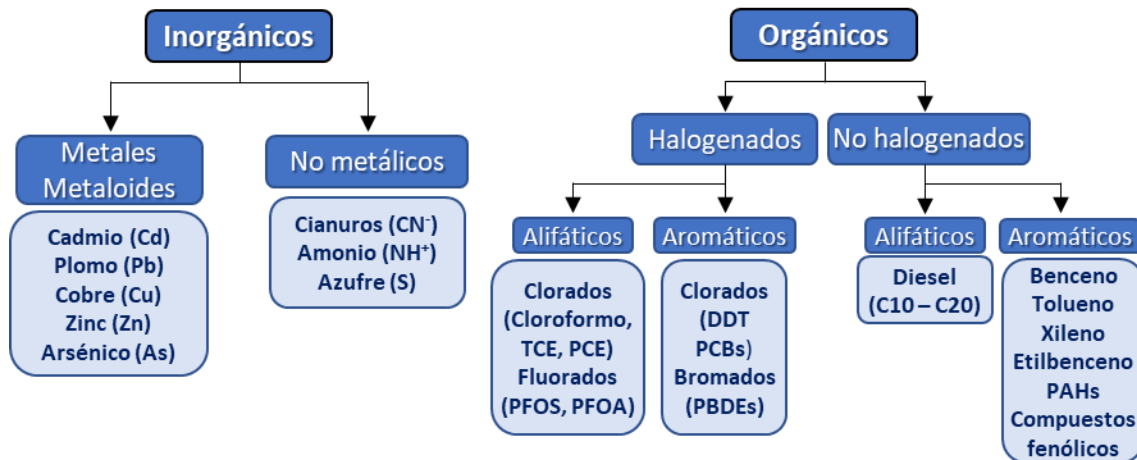 Inorgánicos
Metales
Metaloides
Cadmio (Cd)
Plomo (Pb)
Cobre (Cu)
Zinc (Zn)
Arsénico (As)
No metálicos
Cianuros (CN⁻)
Amonio (NH⁺)
Azufre (S)
Orgánicos
Halogenados
Alifáticos
Clorados
(Cloroformo,
TCE, PCE)
Fluorados
(PFOS, PFOA)
Aromáticos
Clorados
(DDT
PCBs)
Bromados
(PBDEs)
No halogenados
Alifáticos
Diesel
(C10 – C20)
Aromáticos
Benceno
Tolueno
Xileno
Etilbenceno
PAHs
Compuestos
fenólicos